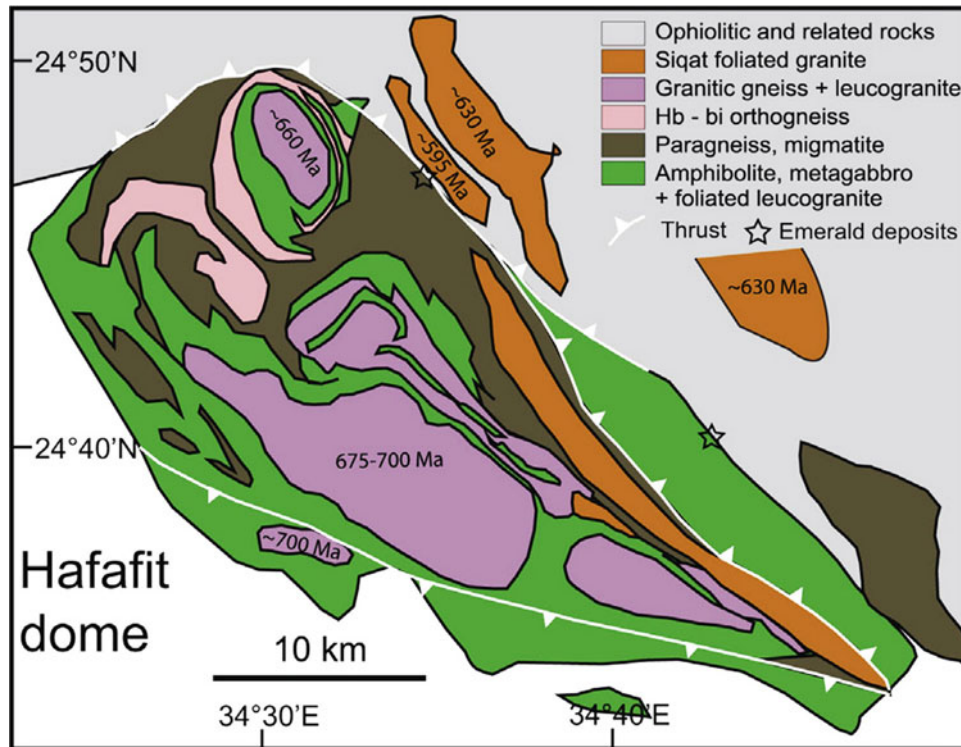 24°50'N
Ophiolitic and related rocks
Siqat foliated granite
Granitic gneiss + leucogranite
Hb - bi orthogneiss
Paragneiss, migmatite
Amphibolite, metagabbro
+ foliated leucogranite
Thrust
Emerald deposits
~660 Ma
~630 Ma
~595 Ma
~630 Ma
24°40'N
675-700 Ma
~700 Ma
Hafafit
dome
10 km
34°30'E
34°40'E